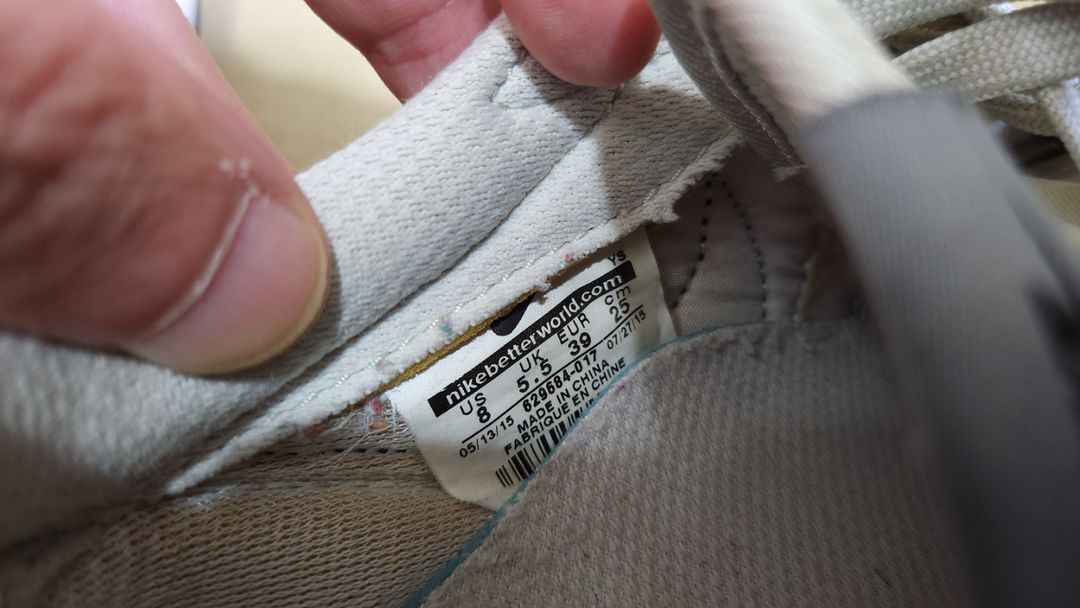 YS
nikebetterworld.com
US UK EUR cm
8 5.5 39 25
05/13/15 629684-017 07/27/15
MADE IN CHINA
FABRIQUE EN CHINE